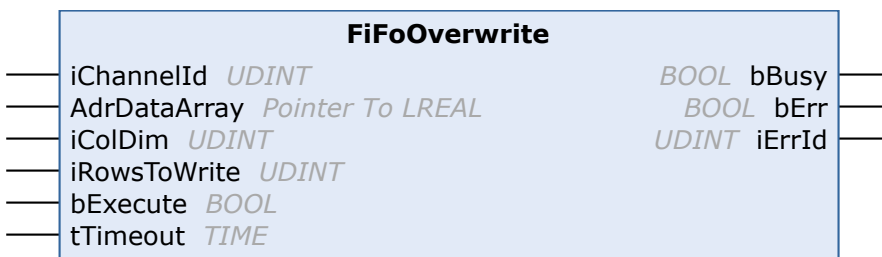 FiFoOverwrite
iChannelId UDINT BOOL bBusy
AdrDataArray Pointer To LREAL BOOL bErr
iColDim UDINT UDINT iErrId
iRowsToWrite UDINT
bExecute BOOL
tTimeout TIME